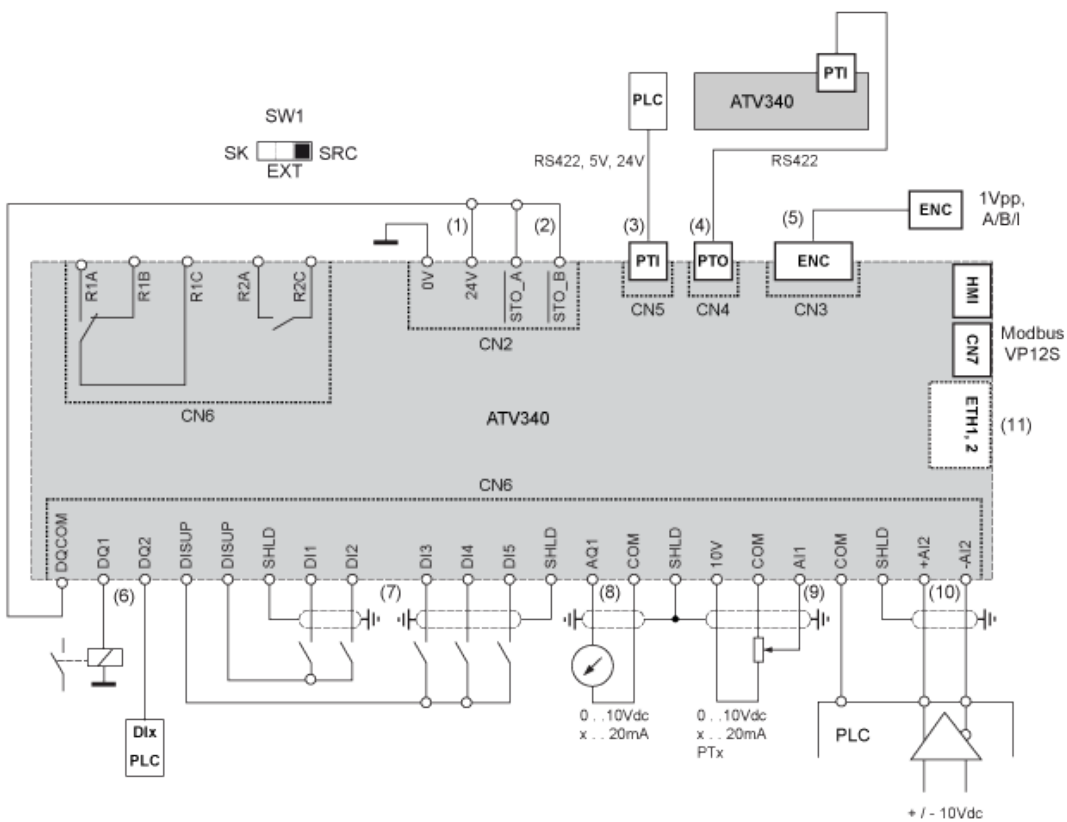 PTI
ATV340
PLC
SW1
SK
SRC
EXT
RS422, 5V, 24V
RS422
ENC
1Vpp,
A/B/I
(1)
(2)
(3)
(4)
(5)
R1A
R1B
R1C
R2A
R2C
0V
24V
STO_A
STO_B
PTI
PTO
ENC
CN5
CN4
CN3
HMI
CN2
CN7
Modbus
VP12S
CN6
ATV340
ETH1, 2
(11)
CN6
DQCOM
DQ1
DQ2
DISUP
DISUP
SHLD
DI1
DI2
DI3
DI4
DI5
SHLD
AQ1
COM
SHLD
10V
COM
AI1
COM
SHLD
+AI2
-AI2
(6)
(7)
(8)
(9)
(10)
DIx
PLC
0 . . 10Vdc
x . . 20mA
0 . . 10Vdc
x . . 20mA
PTx
PLC
+ / - 10Vdc